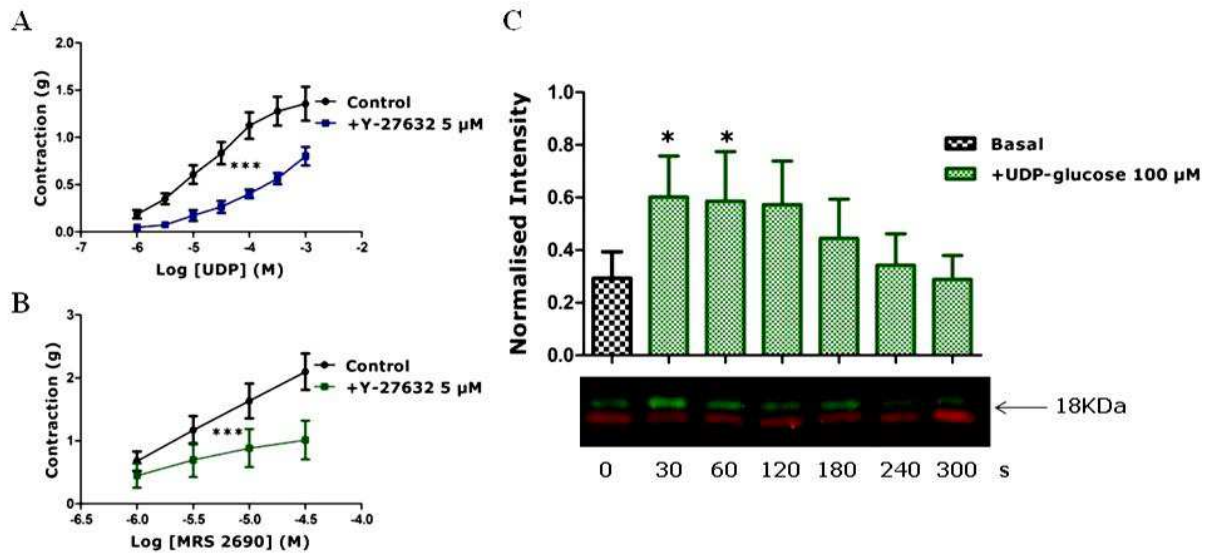 A
Contraction (g)
2.0
1.5
1.0
0.5
0.0
-7 -6 -5 -4 -3 -2
Log [UDP] (M)
***
Control
+Y-27632 5 µM
B
Contraction (g)
3
2
1
0
-6.0 -5.5 -5.0 -4.5 -4.0
Log [MRS 2690] (M)
***
Control
+Y-27632 5 µM
C
Normalised Intensity
1.0
0.8
0.6
0.4
0.2
0.0
* *
Basal
+UDP-glucose 100 µM
18KDa
0 30 60 120 180 240 300 s